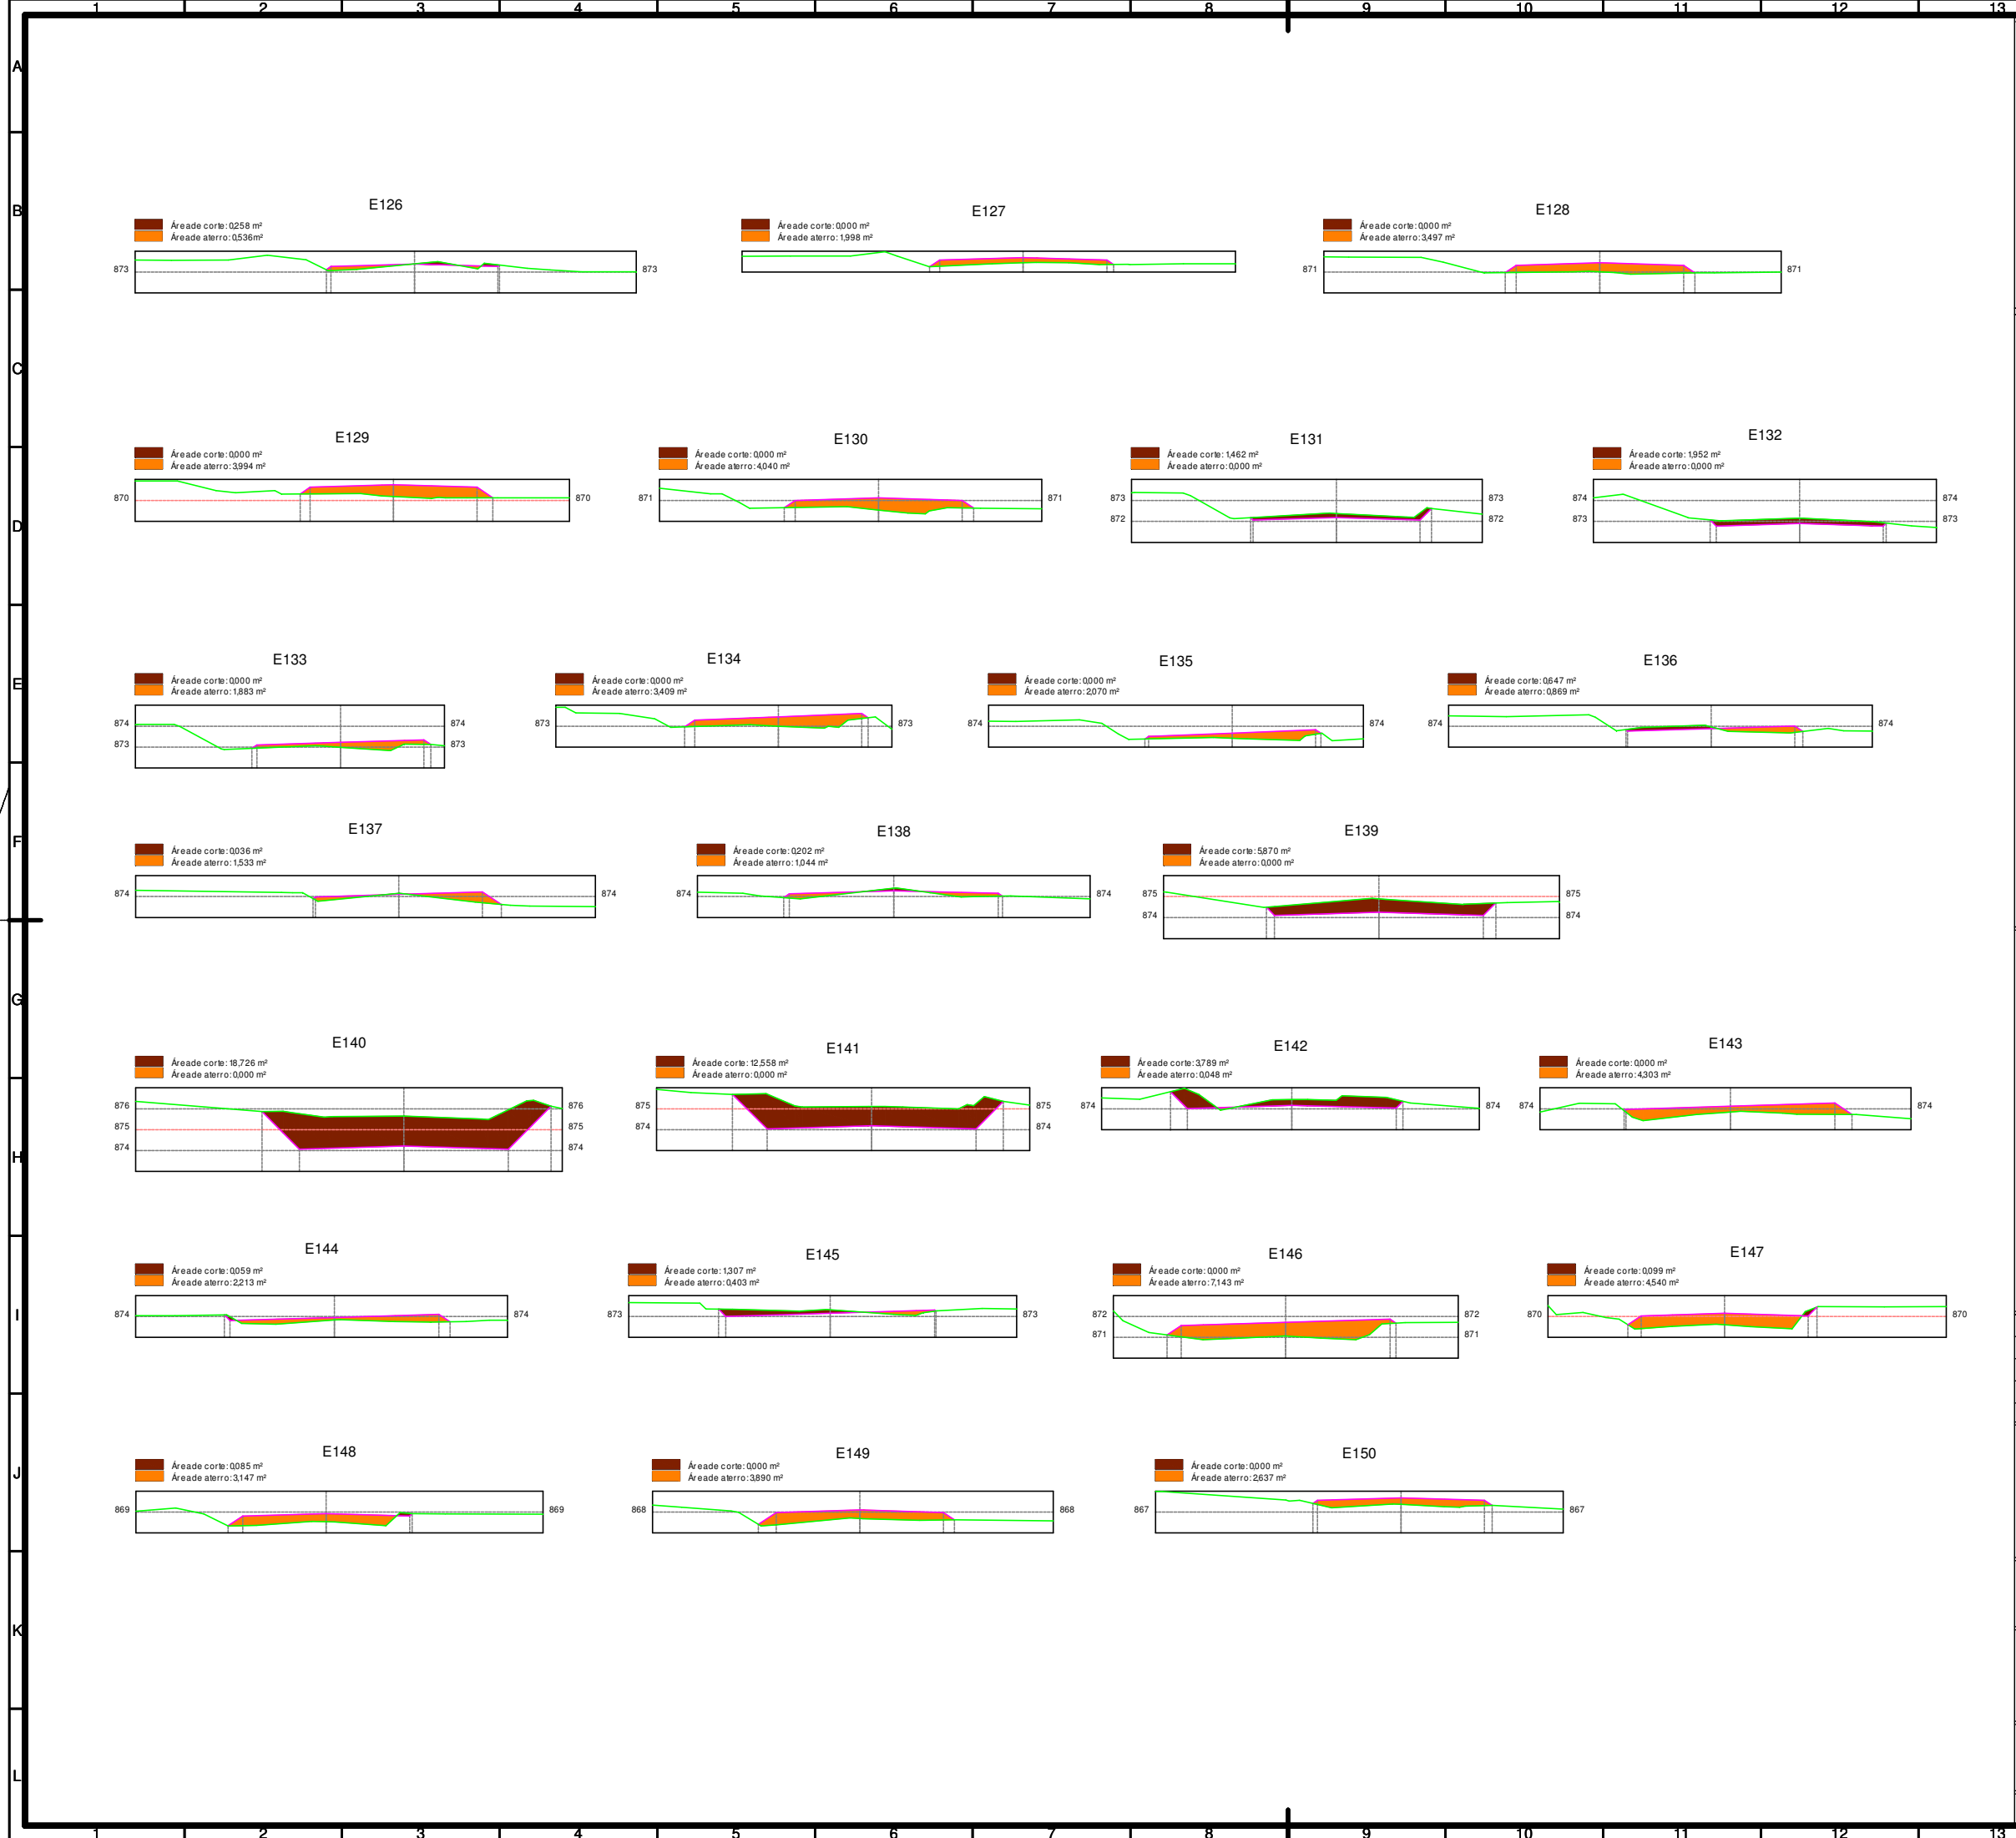 1 2 3 4 5 6 7 8 9 10 11 12 13
A
B
E126
Área de corte: 0,258 m²
Área de aterro: 0,536 m²
873 873
E127
Área de corte: 0,000 m²
Área de aterro: 1,998 m²
E128
Área de corte: 0,000 m²
Área de aterro: 3,497 m²
871 871
C
D
E129
Área de corte: 0,000 m²
Área de aterro: 3,994 m²
870 870
E130
Área de corte: 0,000 m²
Área de aterro: 4,040 m²
871 871
E131
Área de corte: 1,462 m²
Área de aterro: 0,000 m²
873 873
872 872
E132
Área de corte: 1,952 m²
Área de aterro: 0,000 m²
874 874
873 873
E
E133
Área de corte: 0,000 m²
Área de aterro: 1,883 m²
874 874
873 873
E134
Área de corte: 0,000 m²
Área de aterro: 3,409 m²
873 873
E135
Área de corte: 0,000 m²
Área de aterro: 2,070 m²
874 874
E136
Área de corte: 0,647 m²
Área de aterro: 0,869 m²
874 874
F
E137
Área de corte: 0,036 m²
Área de aterro: 1,533 m²
874 874
E138
Área de corte: 0,202 m²
Área de aterro: 1,044 m²
874 874
E139
Área de corte: 5,870 m²
Área de aterro: 0,000 m²
875 875
874 874
G
H
E140
Área de corte: 18,726 m²
Área de aterro: 0,000 m²
876 876
875 875
874 874
E141
Área de corte: 12,558 m²
Área de aterro: 0,000 m²
875 875
874 874
E142
Área de corte: 3,789 m²
Área de aterro: 0,048 m²
874 874
E143
Área de corte: 0,000 m²
Área de aterro: 4,303 m²
874 874
I
E144
Área de corte: 0,059 m²
Área de aterro: 2,213 m²
874 874
E145
Área de corte: 1,307 m²
Área de aterro: 0,403 m²
873 873
E146
Área de corte: 0,000 m²
Área de aterro: 7,143 m²
872 872
871 871
E147
Área de corte: 0,099 m²
Área de aterro: 4,540 m²
870 870
J
E148
Área de corte: 0,085 m²
Área de aterro: 3,147 m²
869 869
E149
Área de corte: 0,000 m²
Área de aterro: 3,890 m²
868 868
E150
Área de corte: 0,000 m²
Área de aterro: 2,637 m²
867 867
K
L
1 2 3 4 5 6 7 8 9 10 11 12 13